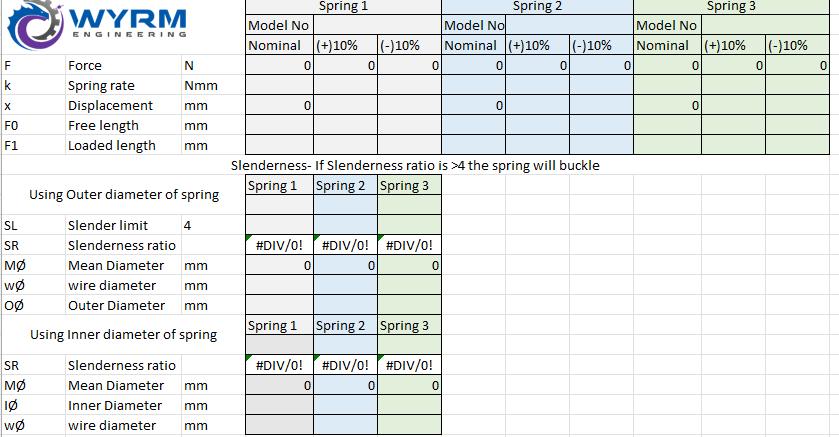 WYRM
ENGINEERING
Spring 1 Spring 2 Spring 3
Model No Model No Model No
Nominal (+)10% (-)10% Nominal (+)10% (-)10% Nominal (+)10% (-)10%
F Force N 0 0 0 0 0 0 0 0 0
k Spring rate Nmm
x Displacement mm 0 0 0
F0 Free length mm
F1 Loaded length mm
Slenderness- If Slenderness ratio is >4 the spring will buckle
Using Outer diameter of spring Spring 1 Spring 2 Spring 3
SL Slender limit 4
SR Slenderness ratio #DIV/0! #DIV/0! #DIV/0!
MØ Mean Diameter mm 0 0 0
wØ wire diameter mm
OØ Outer Diameter mm
Using Inner diameter of spring Spring 1 Spring 2 Spring 3
SR Slenderness ratio #DIV/0! #DIV/0! #DIV/0!
MØ Mean Diameter mm 0 0 0
IØ Inner Diameter mm
wØ wire diameter mm